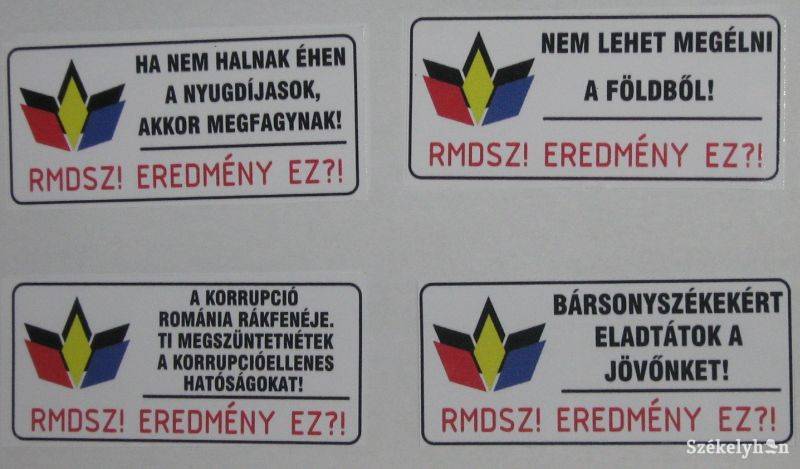 HA NEM HALNAK ÉHEN
A NYUGDÍJASOK,
AKKOR MEGFAGYNAK!
RMDSZ! EREDMÉNY EZ?!
NEM LEHET MEGÉLNI
A FÖLDBŐL!
RMDSZ! EREDMÉNY EZ?!
A KORRUPCIÓ
ROMÁNIA RÁKFENÉJE.
TI MEGSZÜNTETNÉTEK
A KORRUPCIÓELLENES
HATÓSÁGOKAT!
RMDSZ! EREDMÉNY EZ?!
BÁRSONYSZÉKEKÉRT
ELADTÁTOK A
JÖVŐNKET!
RMDSZ! EREDMÉNY EZ?!
Székelyhon